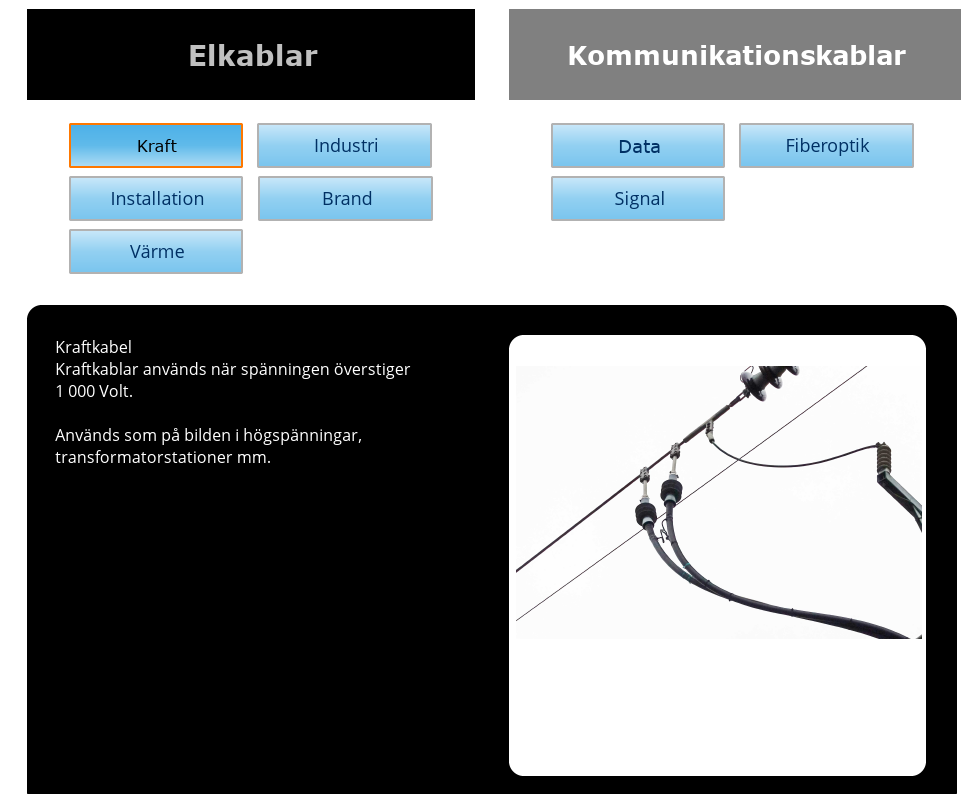 Elkablar
Kommunikationskablar
Kraft
Industri
Installation
Brand
Värme
Data
Fiberoptik
Signal
Kraftkabel
Kraftkablar används när spänningen överstiger
1 000 Volt.
Används som på bilden i högspänningar,
transformatorstationer mm.